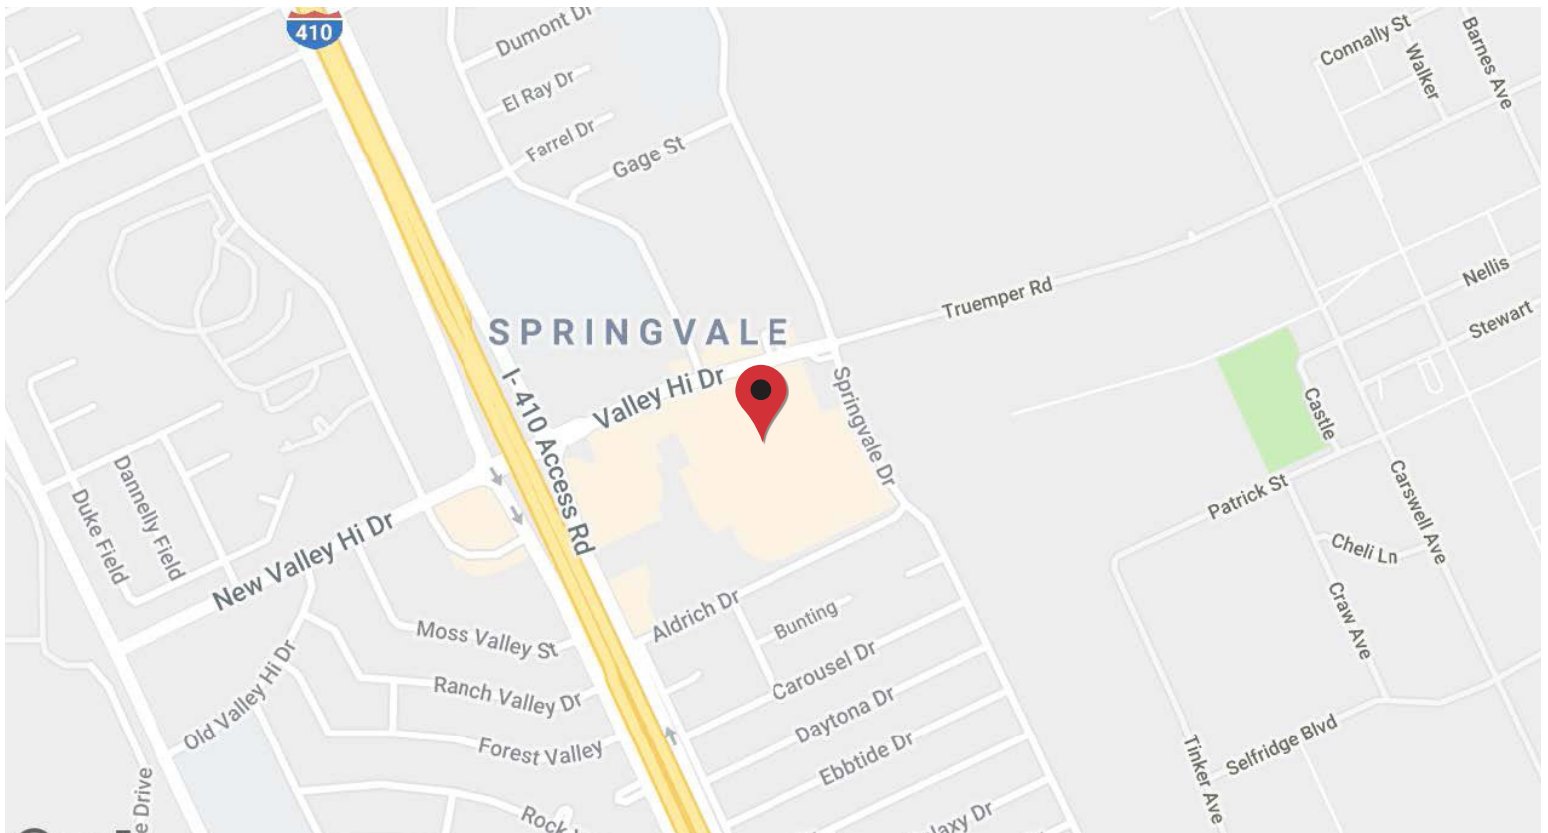 410
Dumont Dr
Connally St
Walker
Barnes Ave
El Ray Dr
Farrel Dr
Gage St
Nellis
Truemper Rd
Stewart
SPRINGVALE
Valley Hi Dr
I- 410 Access Rd
Springvale Dr
Castle
Dannelly Field
Duke Field
New Valley Hi Dr
Patrick St
Carswell Ave
Cheli Ln
Aldrich Dr
Bunting
Craw Ave
Moss Valley St
Carousel Dr
Ranch Valley Dr
Old Valley Hi Dr
Daytona Dr
Forest Valley
Ebbtide Dr
Selfridge Blvd
Tinker Ave
Drive
Rock